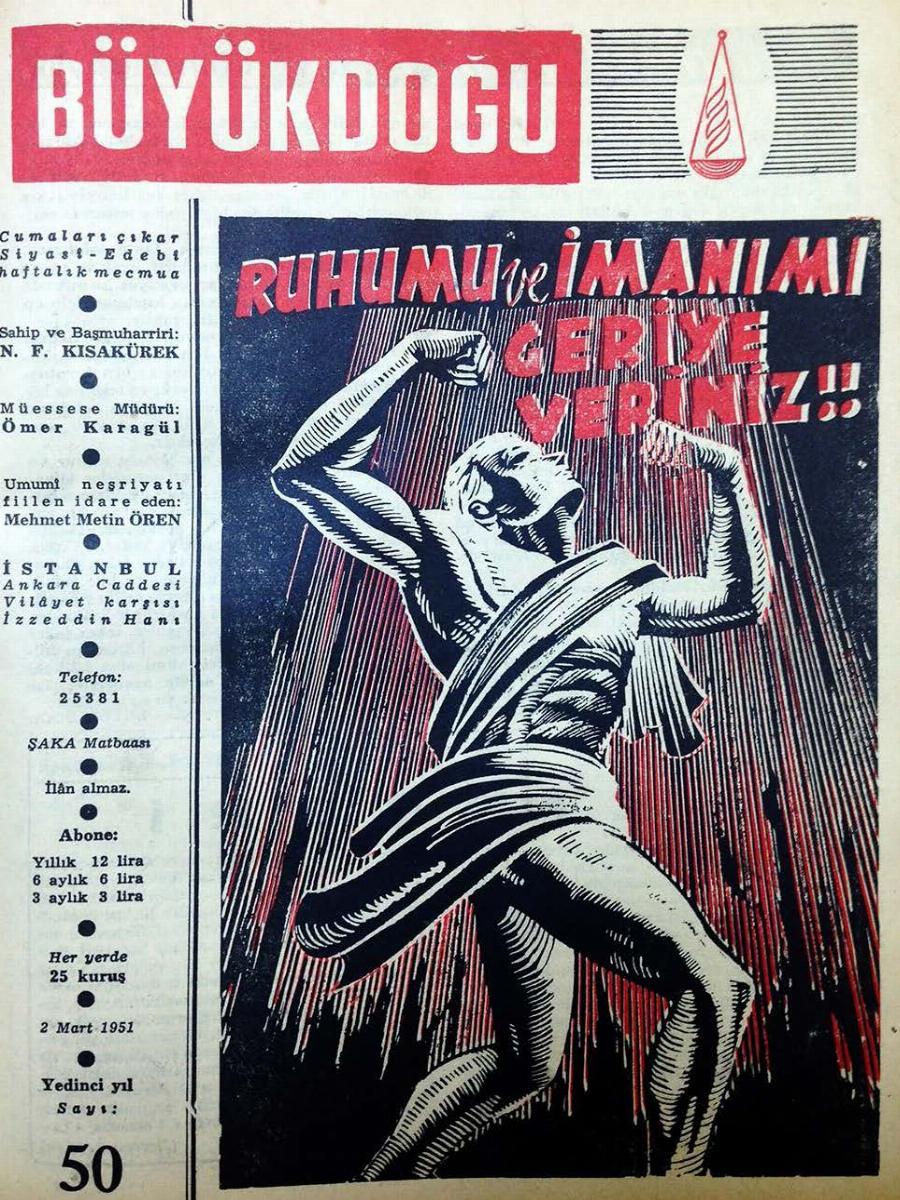 BÜYÜKDOĞU
Cumaları çıkar
Siyasî-Edebî
haftalık mecmua
Sahip ve Başmuharriri:
N. F. KISAKÜREK
Müessese Müdürü:
Ömer Karagül
Umumî neşriyatı
fiilen idare eden:
Mehmet Metin ÖREN
İSTANBUL
Ankara Caddesi
Vilâyet karşısı
İzzeddin Hanı
Telefon:
25381
ŞAKA Matbaası
İlân almaz.
Abone:
Yıllık 12 lira
6 aylık 6 lira
3 aylık 3 lira
Her yerde
25 kuruş
2 Mart 1951
Yedinci yıl
Sayı:
50
RUHUMU ve İMANIMI
GERİYE
VERİNİZ!!